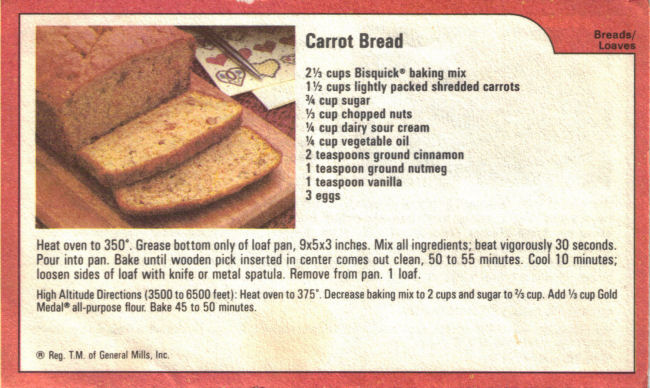 Carrot Bread
Breads/
Loaves
2⅓ cups Bisquick® baking mix
1½ cups lightly packed shredded carrots
¾ cup sugar
⅓ cup chopped nuts
¼ cup dairy sour cream
¼ cup vegetable oil
2 teaspoons ground cinnamon
1 teaspoon ground nutmeg
1 teaspoon vanilla
3 eggs
Heat oven to 350°. Grease bottom only of loaf pan, 9x5x3 inches. Mix all ingredients; beat vigorously 30 seconds.
Pour into pan. Bake until wooden pick inserted in center comes out clean, 50 to 55 minutes. Cool 10 minutes;
loosen sides of loaf with knife or metal spatula. Remove from pan. 1 loaf.
High Altitude Directions (3500 to 6500 feet): Heat oven to 375°. Decrease baking mix to 2 cups and sugar to ⅔ cup. Add ⅓ cup Gold
Medal® all-purpose flour. Bake 45 to 50 minutes.
® Reg. T.M. of General Mills, Inc.